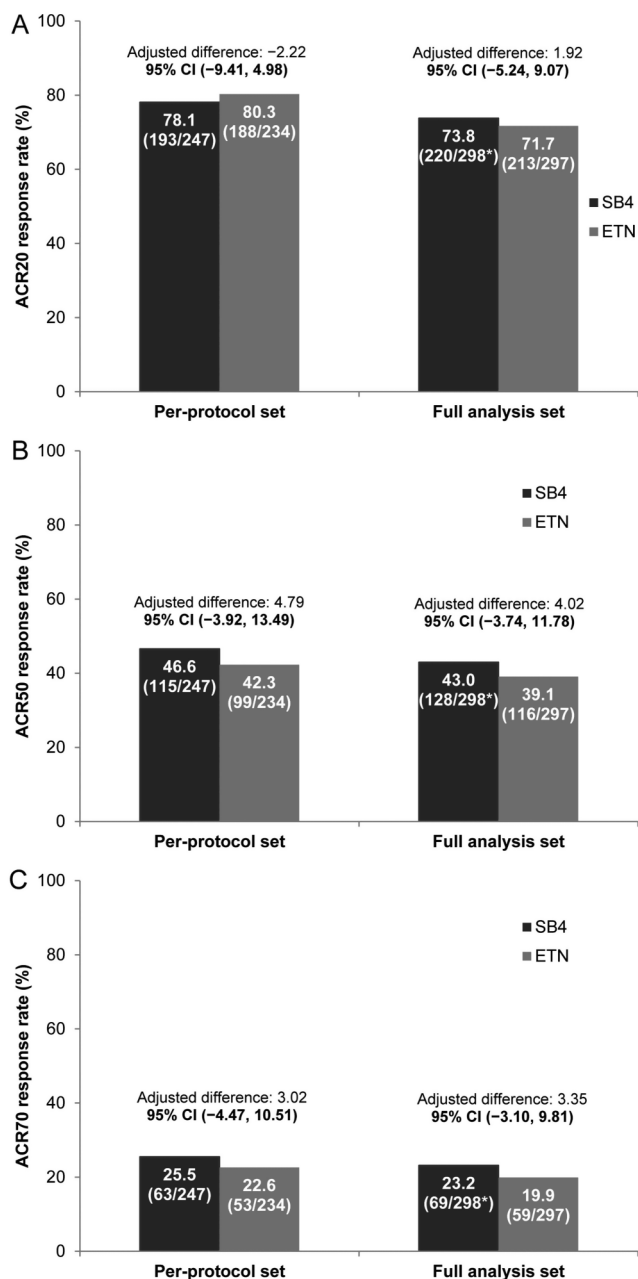 A
ACR20 response rate (%)
100
80
60
40
20
0
Adjusted difference: −2.22
95% CI (−9.41, 4.98)
Adjusted difference: 1.92
95% CI (−5.24, 9.07)
78.1
(193/247)
80.3
(188/234)
73.8
(220/298*)
71.7
(213/297)
SB4
ETN
Per-protocol set
Full analysis set
B
ACR50 response rate (%)
100
80
60
40
20
0
SB4
ETN
Adjusted difference: 4.79
95% CI (−3.92, 13.49)
Adjusted difference: 4.02
95% CI (−3.74, 11.78)
46.6
(115/247)
42.3
(99/234)
43.0
(128/298*)
39.1
(116/297)
Per-protocol set
Full analysis set
C
ACR70 response rate (%)
100
80
60
40
20
0
SB4
ETN
Adjusted difference: 3.02
95% CI (−4.47, 10.51)
Adjusted difference: 3.35
95% CI (−3.10, 9.81)
25.5
(63/247)
22.6
(53/234)
23.2
(69/298*)
19.9
(59/297)
Per-protocol set
Full analysis set